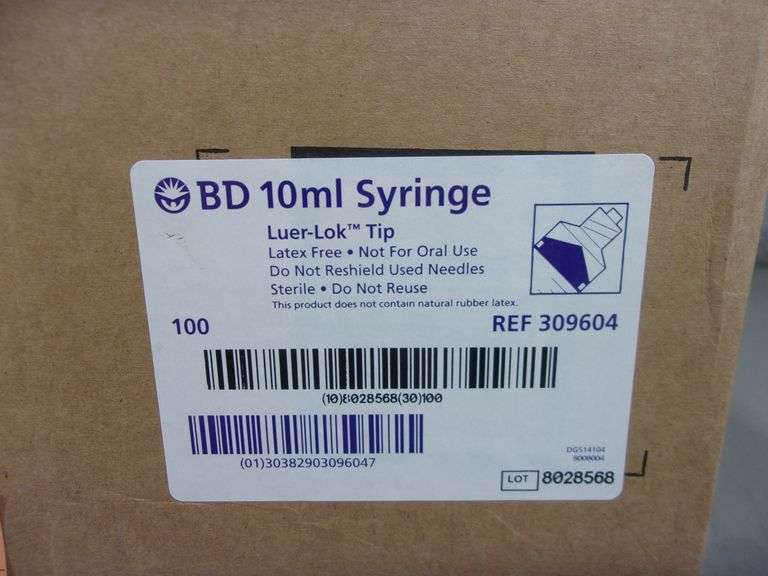 BD 10ml Syringe
Luer-Lok™ Tip
Latex Free • Not For Oral Use
Do Not Reshield Used Needles
Sterile • Do Not Reuse
This product does not contain natural rubber latex.
100 REF 309604
(10)8028568(30)100
(01)30382903096047
DGS14104
8008004
LOT 8028568